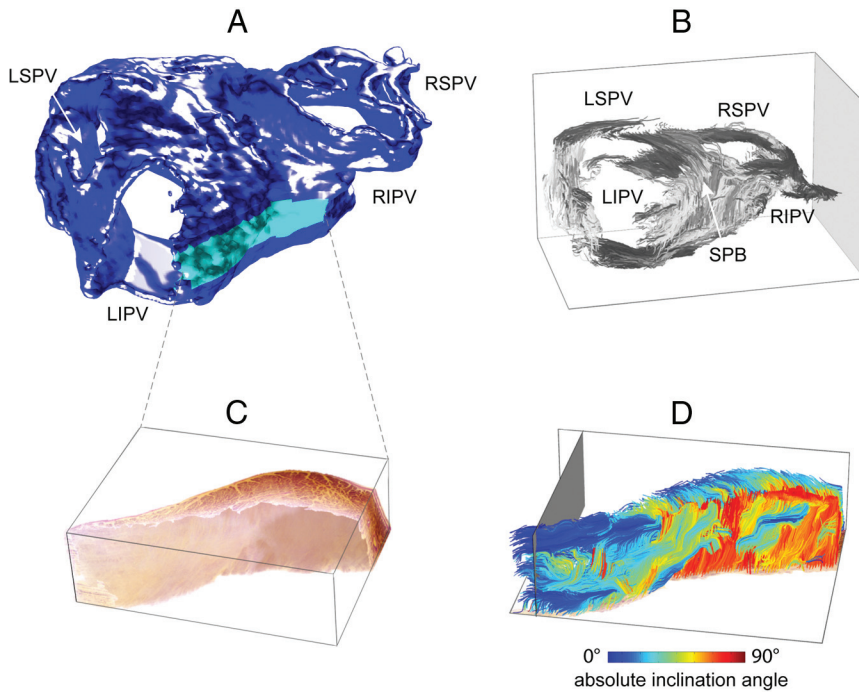 A
LSPV
RSPV
RIPV
LIPV
B
LSPV
RSPV
LIPV
RIPV
SPB
C
D
0° 90°
absolute inclination angle